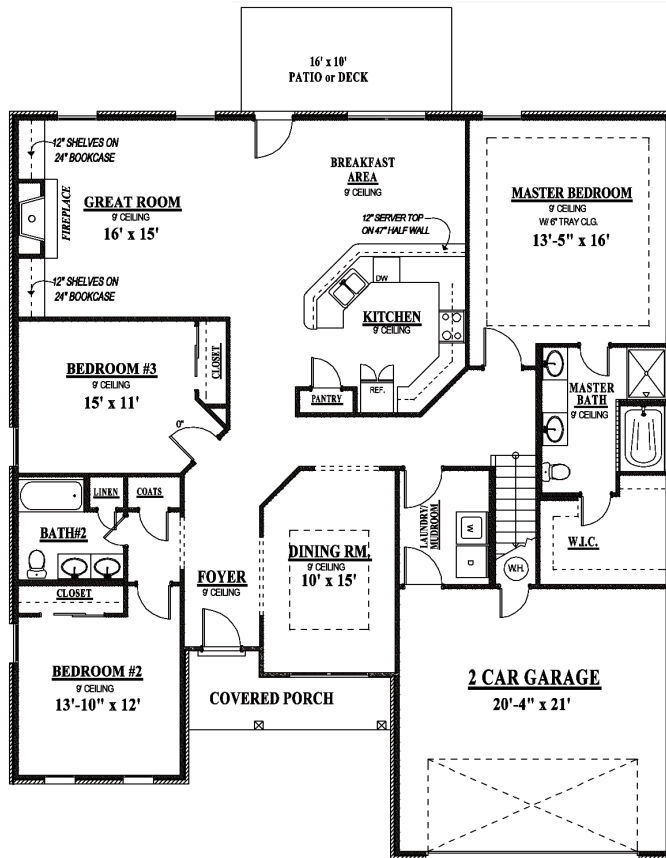 16' x 10'
PATIO or DECK
12" SHELVES ON
24" BOOKCASE
FIREPLACE
GREAT ROOM
9' CEILING
16' x 15'
12" SHELVES ON
24" BOOKCASE
BREAKFAST
AREA
9' CEILING
12" SERVER TOP
ON 47" HALF WALL
MASTER BEDROOM
9' CEILING
W/ 6" TRAY CLG.
13'-5" x 16'
DW
KITCHEN
9' CEILING
REF.
PANTRY
BEDROOM #3
9' CEILING
15' x 11'
CLOSET
0"
MASTER
BATH
9' CEILING
LINEN
COATS
BATH#2
CLOSET
FOYER
9' CEILING
DINING RM.
9' CEILING
10' x 15'
LAUNDRY/
MUDROOM
W
D
W.H.
W.I.C.
BEDROOM #2
9' CEILING
13'-10" x 12'
COVERED PORCH
2 CAR GARAGE
20'-4" x 21'